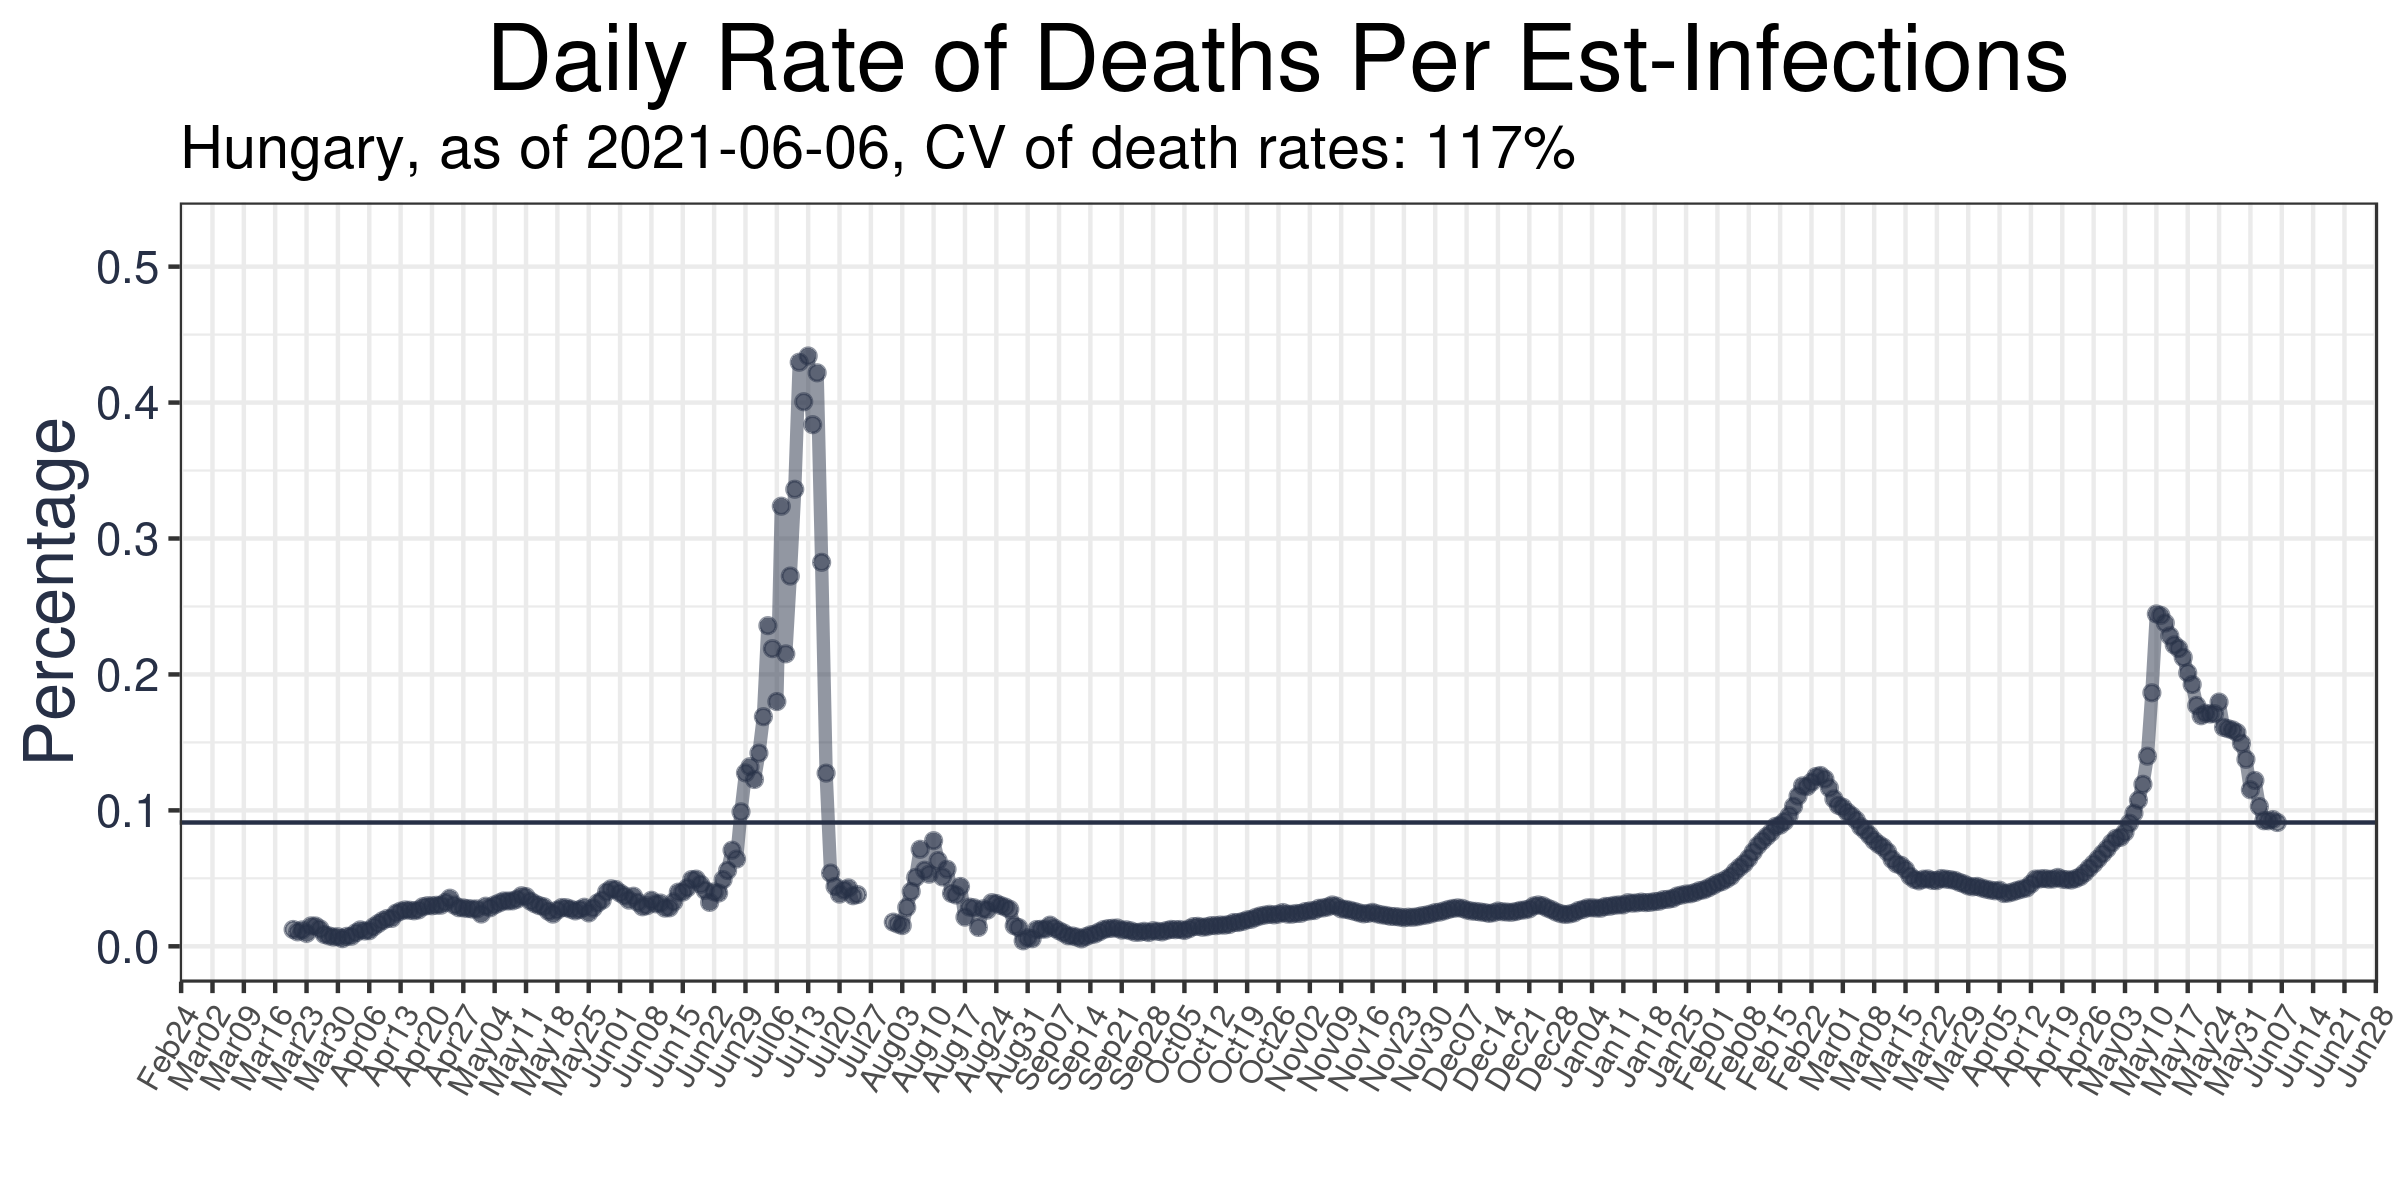 Daily Rate of Deaths Per Est-Infections
Hungary, as of 2021-06-06, CV of death rates: 117%
Percentage
0.5
0.4
0.3
0.2
0.1
0.0
Feb24
Mar02
Mar09
Mar16
Mar23
Mar30
Apr06
Apr13
Apr20
Apr27
May04
May11
May18
May25
Jun01
Jun08
Jun15
Jun22
Jun29
Jul06
Jul13
Jul20
Jul27
Aug03
Aug10
Aug17
Aug24
Aug31
Sep07
Sep14
Sep21
Sep28
Oct05
Oct12
Oct19
Oct26
Nov02
Nov09
Nov16
Nov23
Nov30
Dec07
Dec14
Dec21
Dec28
Jan04
Jan11
Jan18
Jan25
Feb01
Feb08
Feb15
Feb22
Mar01
Mar08
Mar15
Mar22
Mar29
Apr05
Apr12
Apr19
Apr26
May03
May10
May17
May24
May31
Jun07
Jun14
Jun21
Jun28